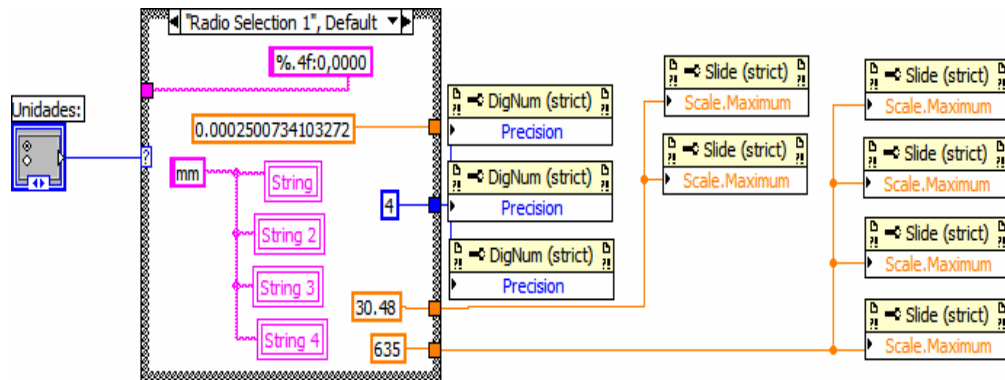 "Radio Selection 1", Default
%.4f:0,0000
Unidades:
0.0002500734103272
mm
String
String 2
String 3
String 4
4
30.48
635
?
DigNum (strict)
Precision
DigNum (strict)
Precision
DigNum (strict)
Precision
Slide (strict)
Scale.Maximum
Slide (strict)
Scale.Maximum
Slide (strict)
Scale.Maximum
Slide (strict)
Scale.Maximum
Slide (strict)
Scale.Maximum
Slide (strict)
Scale.Maximum